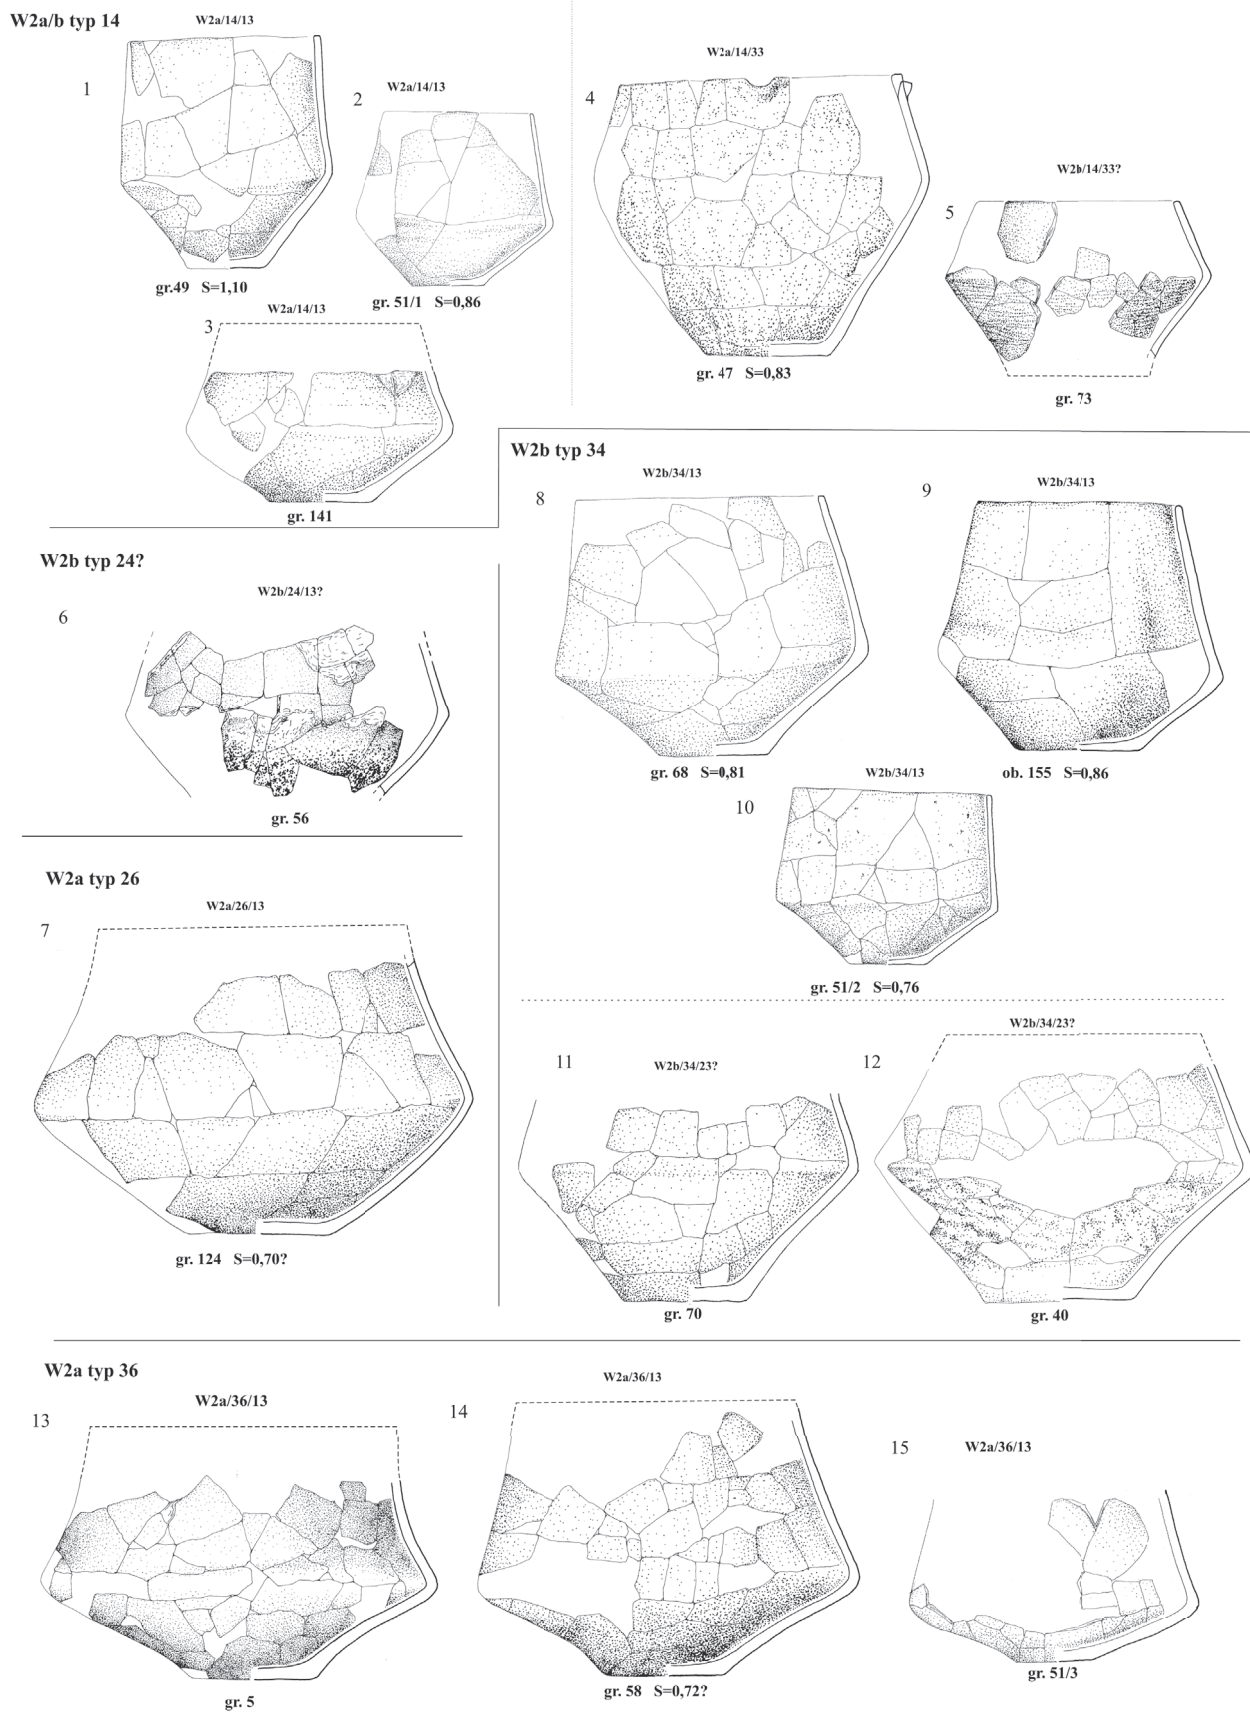 W2a/b typ 14
W2a/14/13
1
gr.49 S=1,10
W2a/14/13
2
gr. 51/1 S=0,86
W2a/14/13
3
gr. 141
W2a/14/33
4
gr. 47 S=0,83
W2b/14/33?
5
gr. 73
W2b typ 24?
W2b/24/13?
6
gr. 56
W2a typ 26
W2a/26/13
7
gr. 124 S=0,70?
W2b typ 34
W2b/34/13
8
gr. 68 S=0,81
W2b/34/13
9
ob. 155 S=0,86
W2b/34/13
10
gr. 51/2 S=0,76
W2b/34/23?
11
gr. 70
W2b/34/23?
12
gr. 40
W2a typ 36
W2a/36/13
13
gr. 5
W2a/36/13
14
gr. 58 S=0,72?
15
W2a/36/13
gr. 51/3